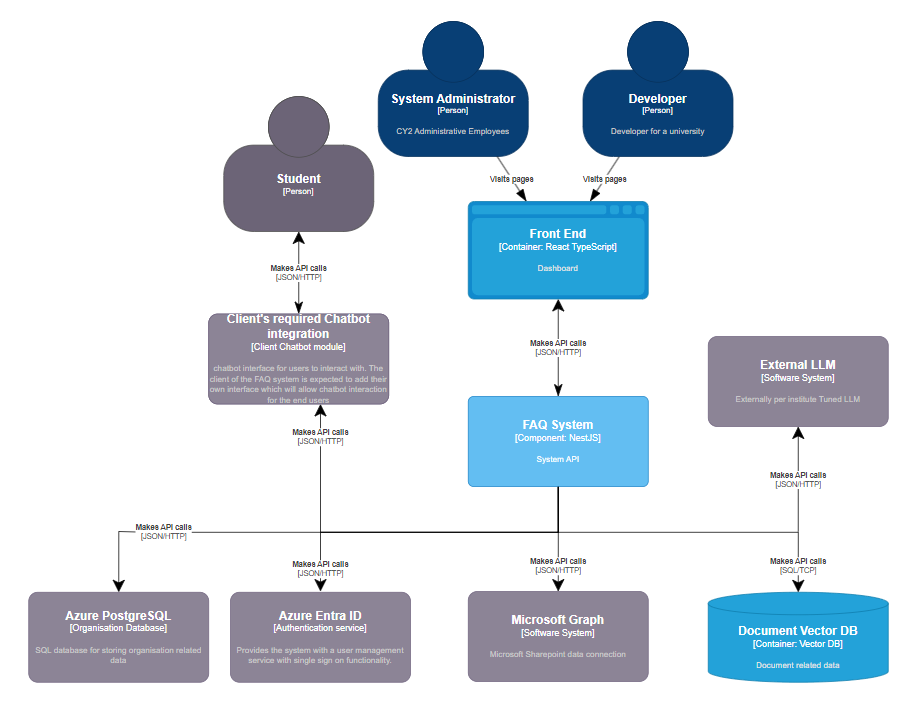 System Administrator
[Person]
CY2 Administrative Employees
Developer
[Person]
Developer for a university
Student
[Person]
Visits pages
Visits pages
Front End
[Container: React TypeScript]
Dashboard
Makes API calls
[JSON/HTTP]
Client's required Chatbot
integration
[Client Chatbot module]
chatbot interface for users to interact with. The
client of the FAQ system is expected to add their
own interface which will allow chatbot interaction
for the end users
Makes API calls
[JSON/HTTP]
External LLM
[Software System]
Externally per institute Tuned LLM
FAQ System
[Component: NestJS]
System API
Makes API calls
[JSON/HTTP]
Makes API calls
[JSON/HTTP]
Makes API calls
[JSON/HTTP]
Makes API calls
[JSON/HTTP]
Makes API calls
[JSON/HTTP]
Makes API calls
[SQL/TCP]
Azure PostgreSQL
[Organisation Database]
SQL database for storing organisation related
data
Azure Entra ID
[Authentication service]
Provides the system with a user management
service with single sign on functionality.
Microsoft Graph
[Software System]
Microsoft Sharepoint data connection
Document Vector DB
[Container: Vector DB]
Document related data